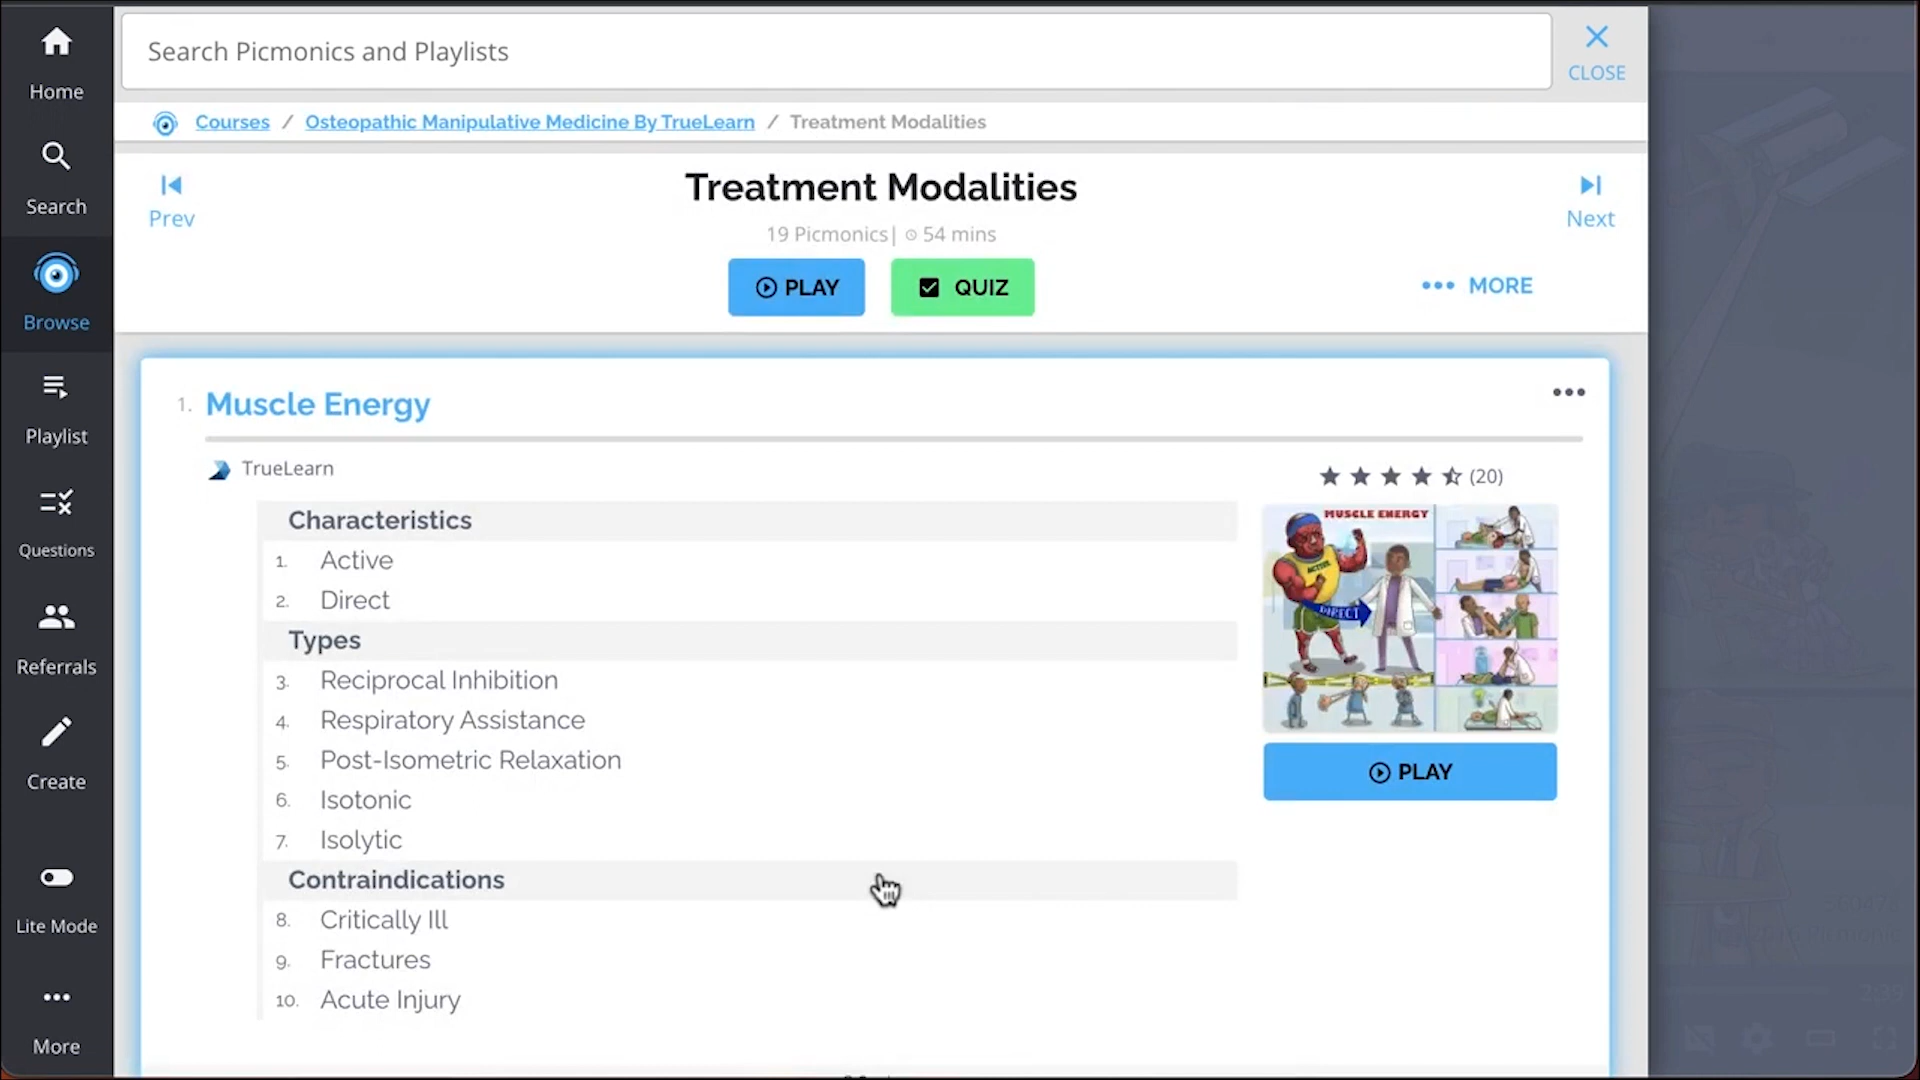 Search Picmonics and Playlists
CLOSE
Home
Search
Browse
Playlist
Questions
Referrals
Create
Lite Mode
More
Courses / Osteopathic Manipulative Medicine By TrueLearn / Treatment Modalities
Prev
Treatment Modalities
Next
19 Picmonics| 54 mins
PLAY
QUIZ
••• MORE
1. Muscle Energy
TrueLearn
(20)
Characteristics
1. Active
2. Direct
Types
3. Reciprocal Inhibition
4. Respiratory Assistance
5. Post-Isometric Relaxation
6. Isotonic
7. Isolytic
Contraindications
8. Critically Ill
9. Fractures
10. Acute Injury
MUSCLE ENERGY
ACTIVE
DIRECT
PLAY